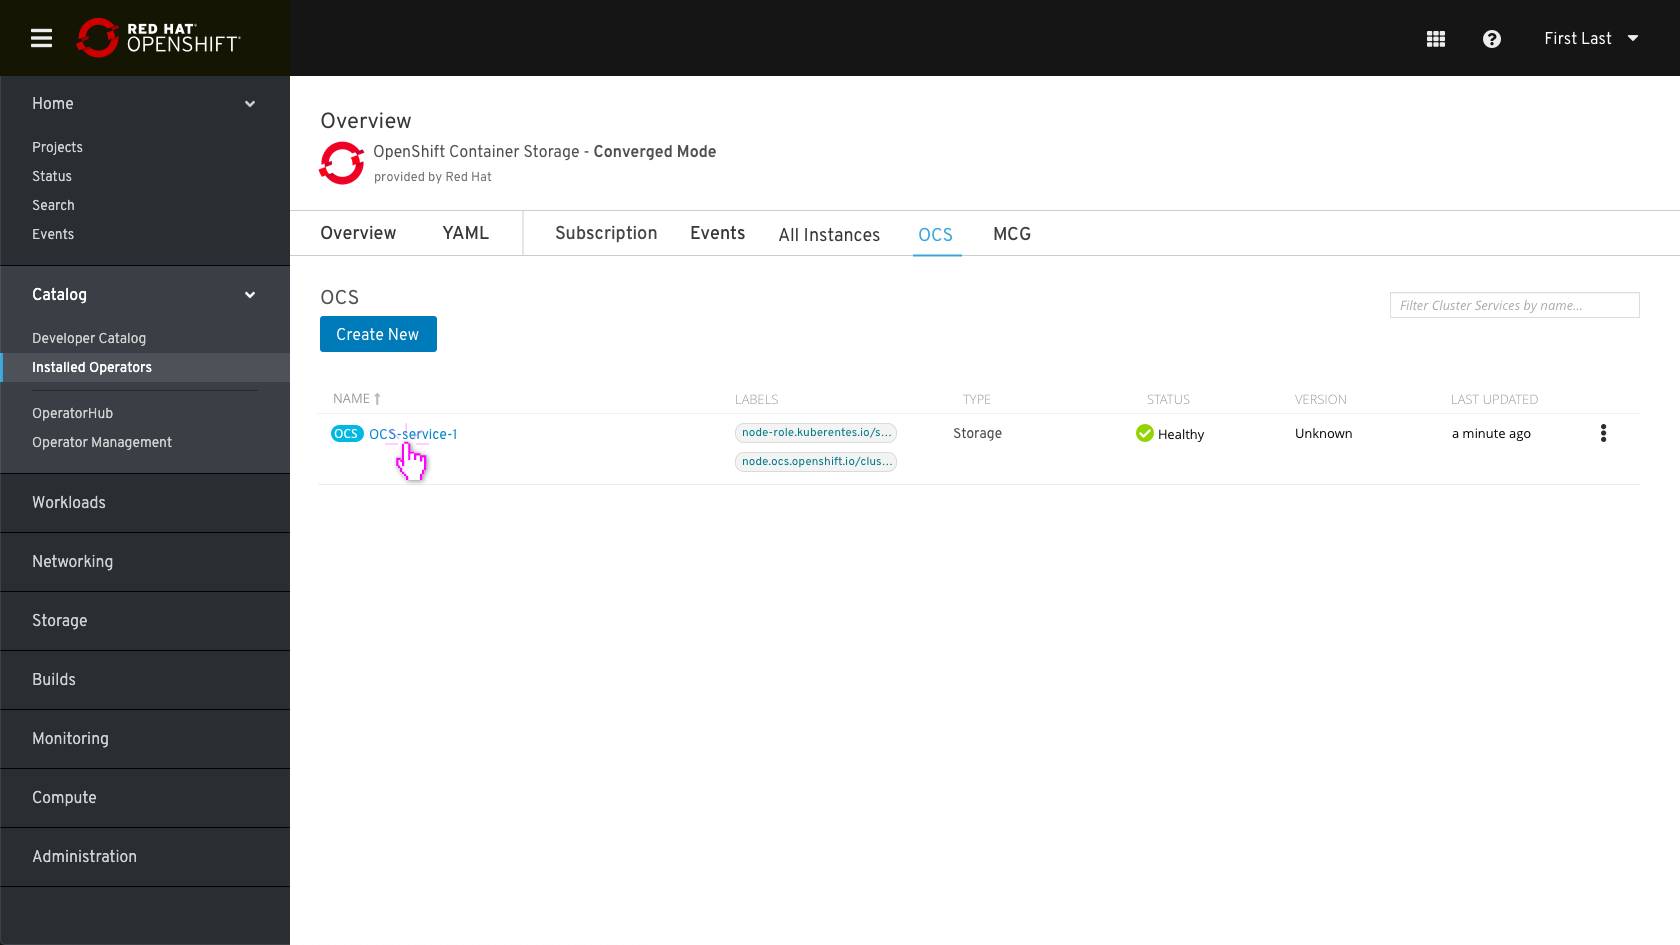 RED HAT
OPENSHIFT
First Last
Home
Projects
Status
Search
Events
Catalog
Developer Catalog
Installed Operators
OperatorHub
Operator Management
Workloads
Networking
Storage
Builds
Monitoring
Compute
Administration
Overview
OpenShift Container Storage - Converged Mode
provided by Red Hat
Overview YAML Subscription Events All Instances OCS MCG
OCS
Filter Cluster Services by name...
Create New
NAME LABELS TYPE STATUS VERSION LAST UPDATED
OCS OCS-service-1 node-role.kuberentes.io/s... Storage Healthy Unknown a minute ago
node.ocs.openshift.io/clus...